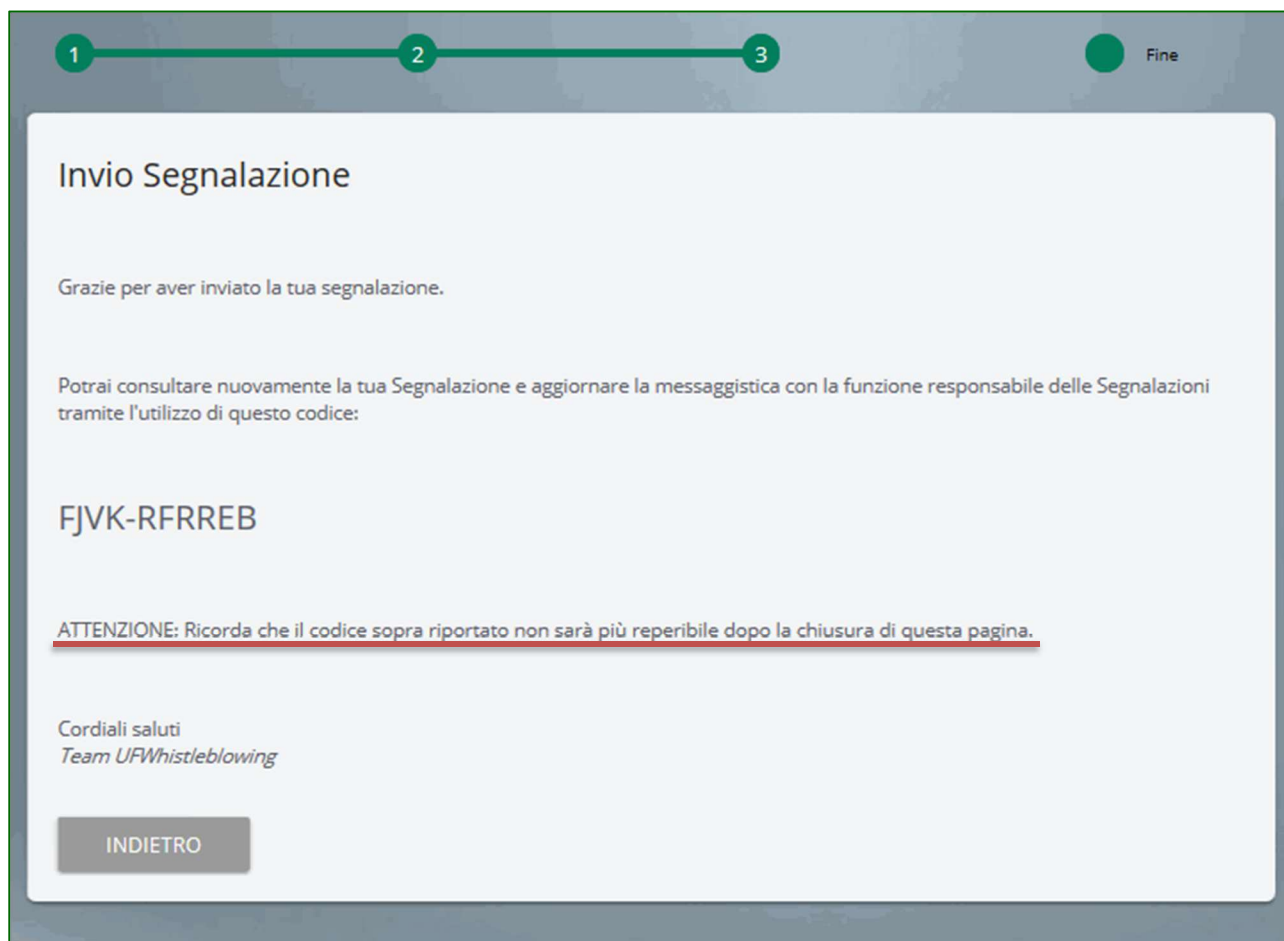 1 2 3 Fine
Invio Segnalazione
Grazie per aver inviato la tua segnalazione.
Potrai consultare nuovamente la tua Segnalazione e aggiornare la messaggistica con la funzione responsabile delle Segnalazioni
tramite l'utilizzo di questo codice:
FJVK-RFRREB
ATTENZIONE: Ricorda che il codice sopra riportato non sarà più reperibile dopo la chiusura di questa pagina.
Cordiali saluti
Team UFWhistleblowing
INDIETRO